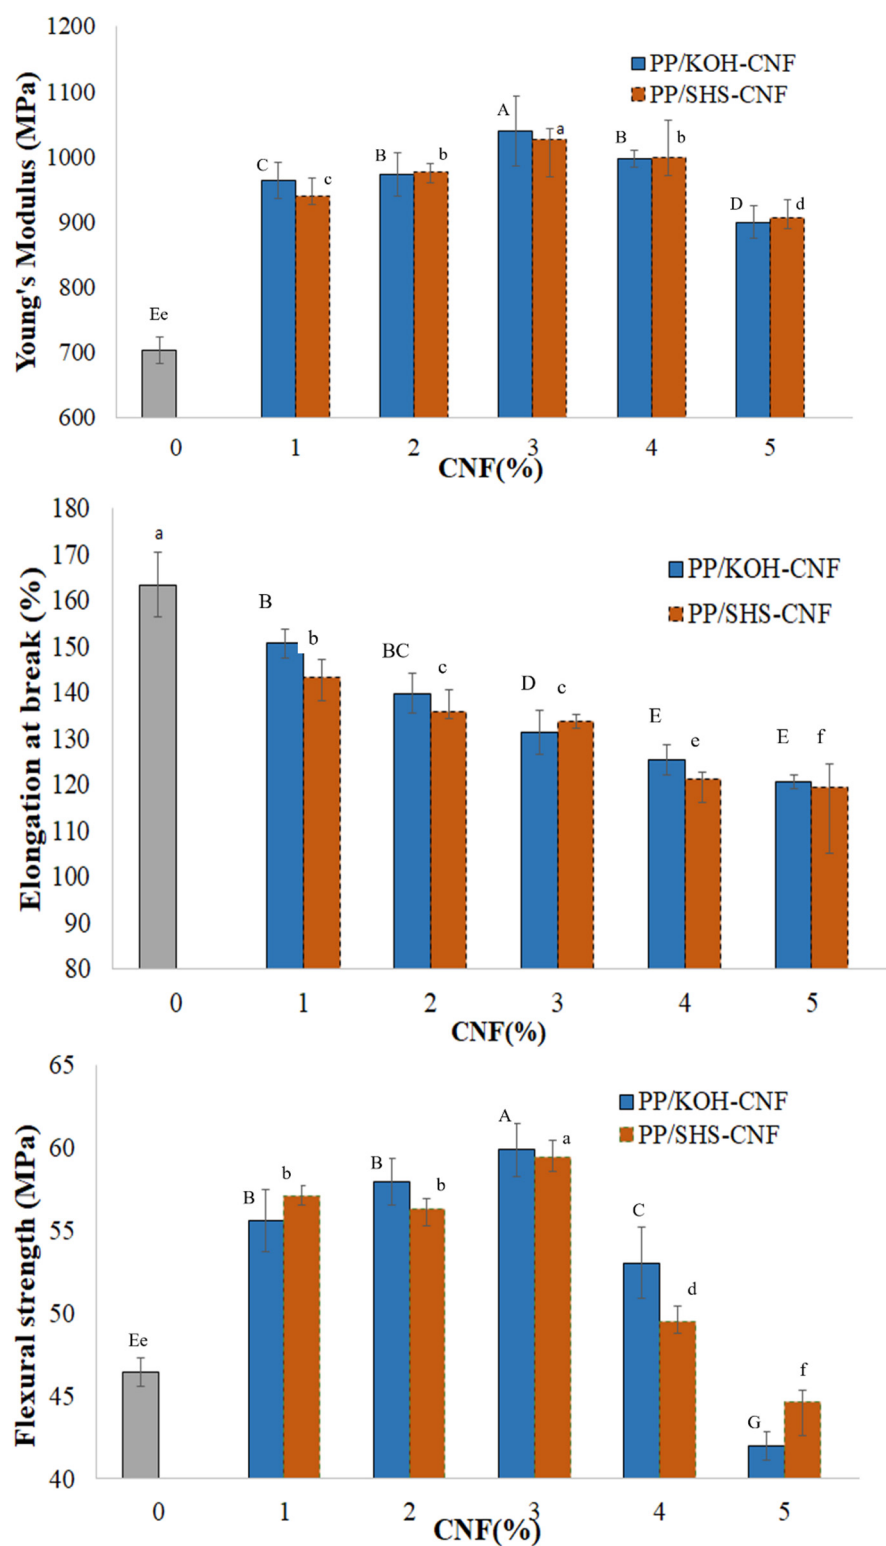 1200
1100
1000
900
800
700
600
Young's Modulus (MPa)
PP/KOH-CNF
PP/SHS-CNF
Ee
C
c
B
b
A
a
B
b
D
d
0 1 2 3 4 5
CNF(%)
180
170
160
150
140
130
120
110
100
90
80
Elongation at break (%)
PP/KOH-CNF
PP/SHS-CNF
a
B
b
BC
c
D
c
E
e
E
f
0 1 2 3 4 5
CNF(%)
65
60
55
50
45
40
Flexural strength (MPa)
PP/KOH-CNF
PP/SHS-CNF
Ee
B
b
B
b
A
a
C
d
G
f
0 1 2 3 4 5
CNF(%)